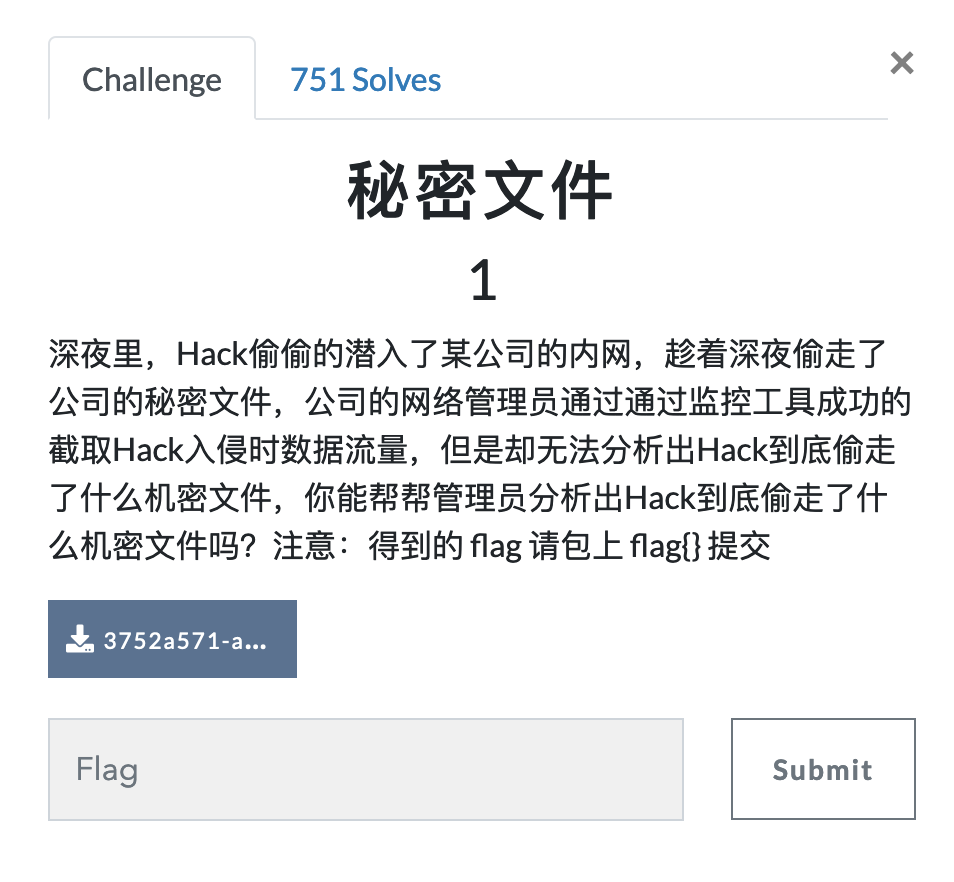 Challenge
751 Solves
×
秘密文件
1
深夜里，Hack偷偷的潜入了某公司的内网，趁着深夜偷走了
公司的秘密文件，公司的网络管理员通过通过监控工具成功的
截取Hack入侵时数据流量，但是却无法分析出Hack到底偷走
了什么机密文件，你能帮帮管理员分析出Hack到底偷走了什
么机密文件吗？注意：得到的 flag 请包上 flag{} 提交
3752a571-a...
Flag
Submit